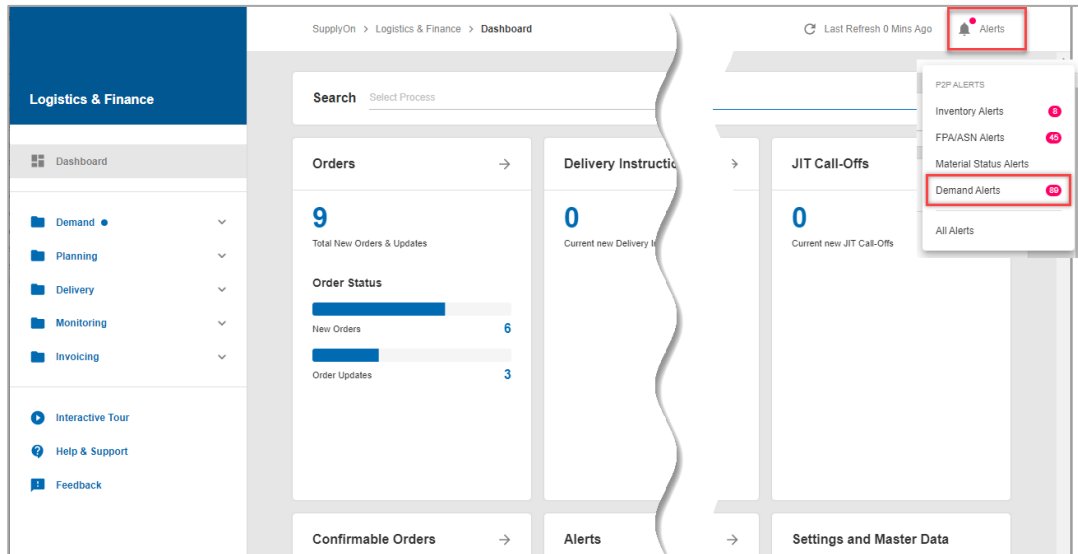 SupplyOn > Logistics & Finance > Dashboard
Last Refresh 0 Mins Ago
Alerts
Logistics & Finance
Dashboard
Demand
Planning
Delivery
Monitoring
Invoicing
Interactive Tour
Help & Support
Feedback
Search Select Process
P2P ALERTS
Inventory Alerts 8
FPA/ASN Alerts 45
Material Status Alerts
Demand Alerts 89
All Alerts
Orders
9
Total New Orders & Updates
Order Status
New Orders 6
Order Updates 3
Delivery
0
Current new Delivery
JIT Call-Offs
0
Current new JIT Call-Offs
Confirmable Orders
Alerts
Settings and Master Data